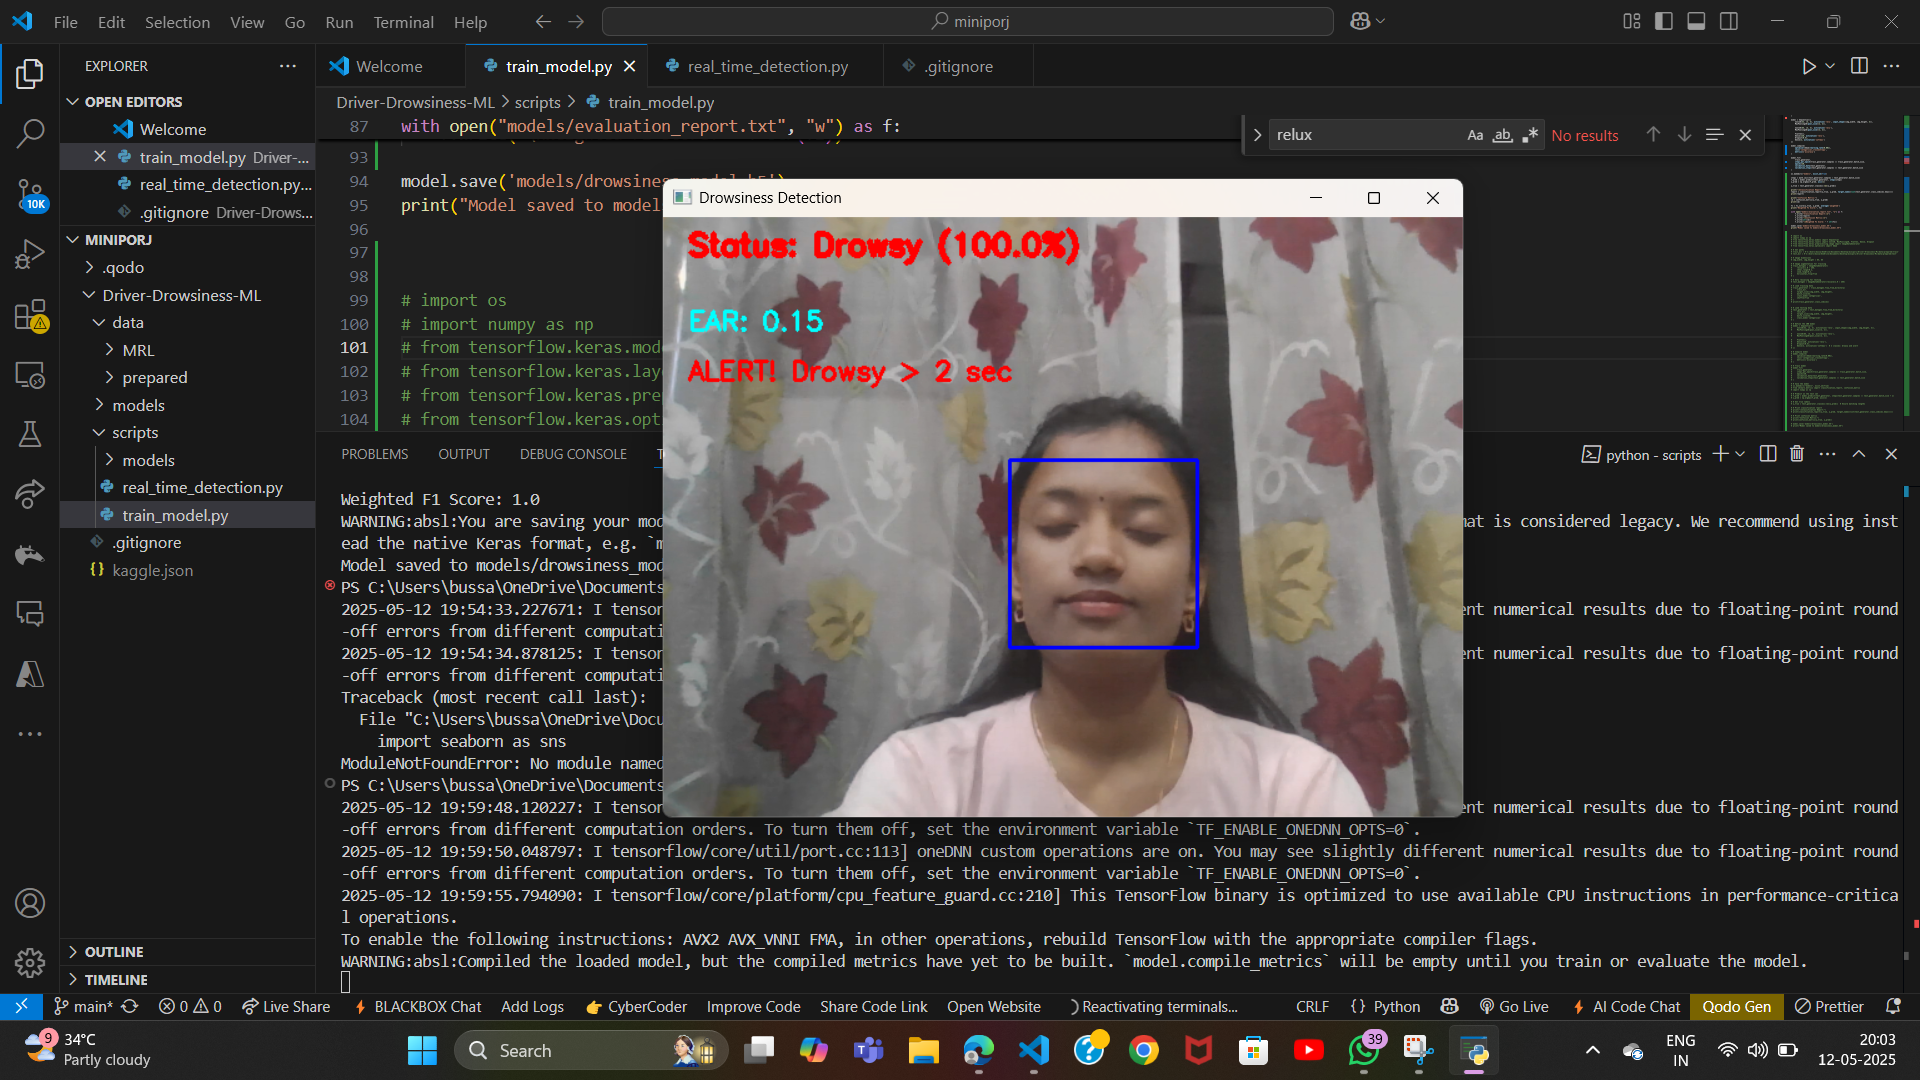 File Edit Selection View Go Run Terminal Help
miniporj
EXPLORER
Welcome
train_model.py
real_time_detection.py
.gitignore
OPEN EDITORS
Welcome
train_model.py Driver-...
real_time_detection.py...
.gitignore Driver-Drows...
10K
MINIPORJ
.qodo
Driver-Drowsiness-ML
data
MRL
prepared
models
scripts
models
real_time_detection.py
train_model.py
.gitignore
kaggle.json
OUTLINE
TIMELINE
Driver-Drowsiness-ML > scripts > train_model.py
87 with open("models/evaluation_report.txt", "w") as f:
relux
Aa ab No results
93
94 model.save('models/drowsiness_model.h5')
95 print("Model saved to model
96
97
98
99 # import os
100 # import numpy as np
101 # from tensorflow.keras.mod
102 # from tensorflow.keras.lay
103 # from tensorflow.keras.pre
104 # from tensorflow.keras.opt
Drowsiness Detection
Status: Drowsy (100.0%)
EAR: 0.15
ALERT! Drowsy > 2 sec
PROBLEMS OUTPUT DEBUG CONSOLE
python - scripts
Weighted F1 Score: 1.0
WARNING:absl:You are saving your mod
mat is considered legacy. We recommend using inst
ead the native Keras format, e.g. `m
Model saved to models/drowsiness_mod
PS C:\Users\bussa\OneDrive\Documents
2025-05-12 19:54:33.227671: I tensor
ent numerical results due to floating-point round
-off errors from different computati
2025-05-12 19:54:34.878125: I tensor
ent numerical results due to floating-point round
-off errors from different computati
Traceback (most recent call last):
File "C:\Users\bussa\OneDrive\Docu
import seaborn as sns
ModuleNotFoundError: No module named
PS C:\Users\bussa\OneDrive\Documents
2025-05-12 19:59:48.120227: I tensor
ent numerical results due to floating-point round
-off errors from different computation orders. To turn them off, set the environment variable `TF_ENABLE_ONEDNN_OPTS=0`.
2025-05-12 19:59:50.048797: I tensorflow/core/util/port.cc:113] oneDNN custom operations are on. You may see slightly different numerical results due to floating-point round
-off errors from different computation orders. To turn them off, set the environment variable `TF_ENABLE_ONEDNN_OPTS=0`.
2025-05-12 19:59:55.794090: I tensorflow/core/platform/cpu_feature_guard.cc:210] This TensorFlow binary is optimized to use available CPU instructions in performance-critica
l operations.
To enable the following instructions: AVX2 AVX_VNNI FMA, in other operations, rebuild TensorFlow with the appropriate compiler flags.
WARNING:absl:Compiled the loaded model, but the compiled metrics have yet to be built. `model.compile_metrics` will be empty until you train or evaluate the model.
main* 0 0 Live Share BLACKBOX Chat Add Logs CyberCoder Improve Code Share Code Link Open Website Reactivating terminals... CRLF {} Python Go Live AI Code Chat Qodo Gen Prettier
9 34°C
Partly cloudy
Search
39
ENG
IN
20:03
12-05-2025